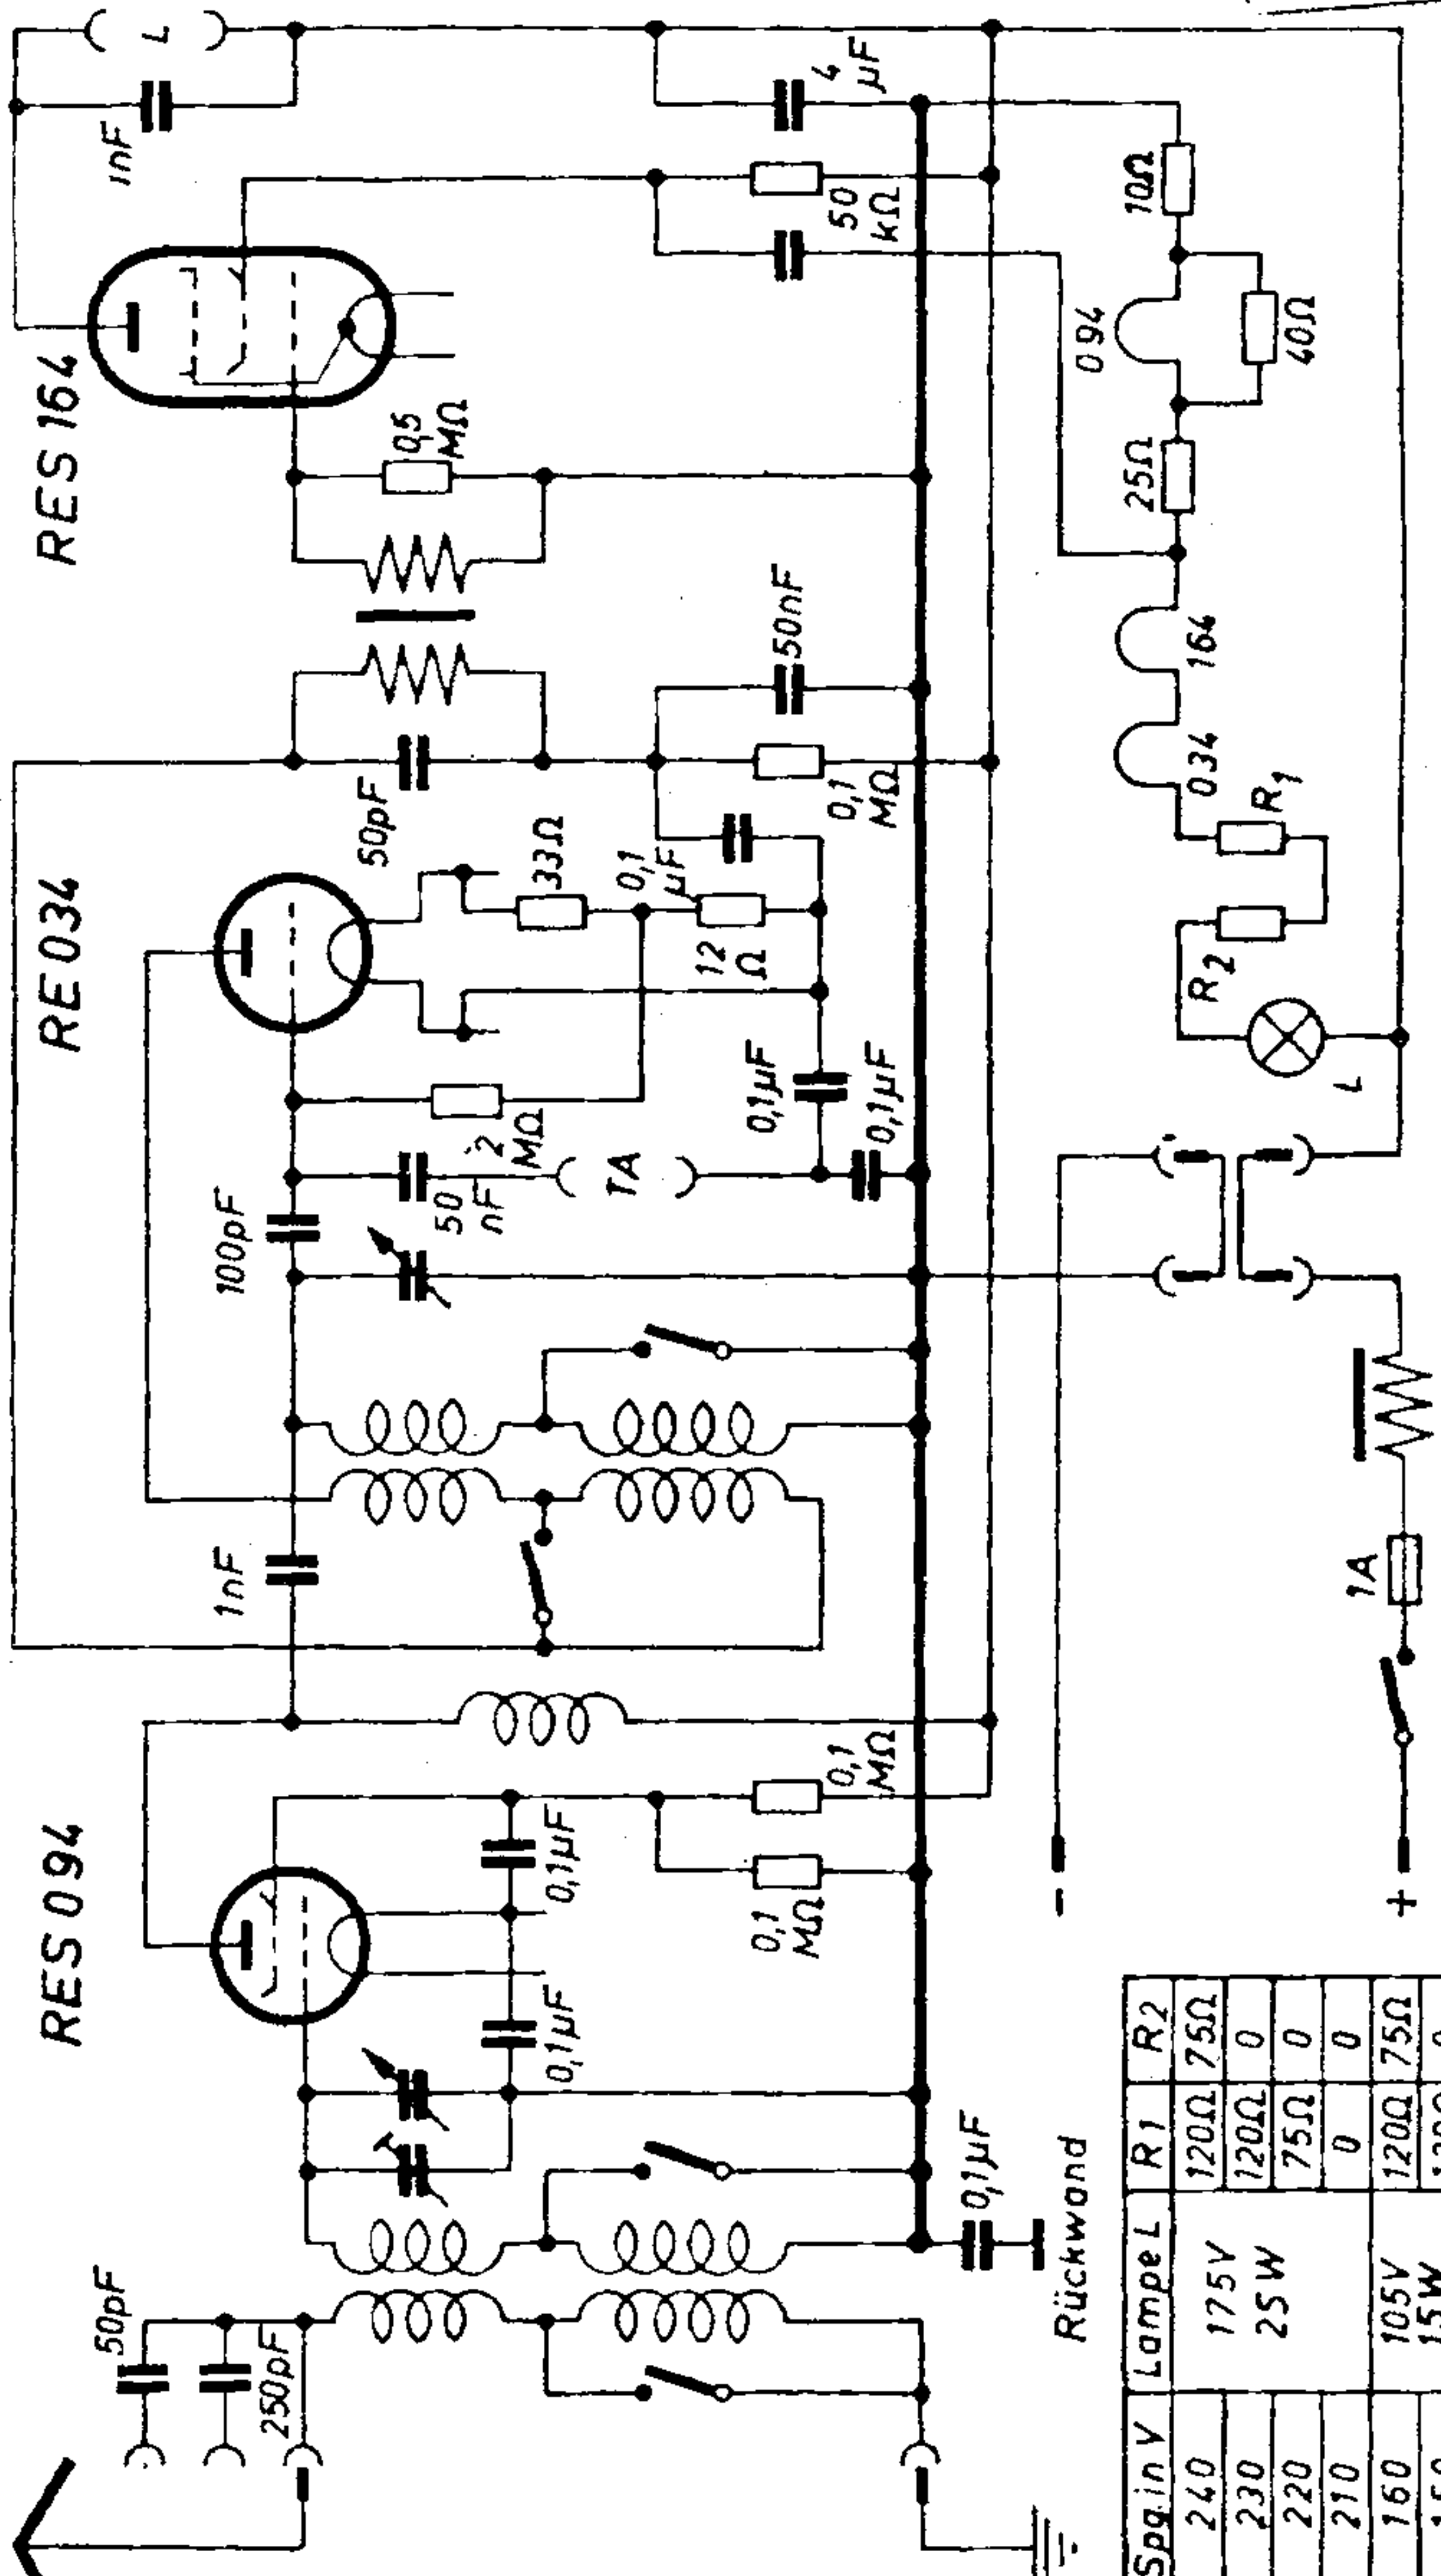 RES 094
RE 034
RES 164
50pF
250pF
0,1µF
0,1µF
0,1
MΩ
0,1
MΩ
1nF
100pF
50
nF
TA
2
MΩ
0,1µF
0,1µF
33Ω
12
Ω
0,1
µF
50pF
0,1
MΩ
50nF
0,5
MΩ
50
kΩ
4
µF
1nF
L
0,1µF
Rückwand
-
+
1A
L
R2
R1
034
164
25Ω
094
40Ω
10Ω
Spg.in V Lampe L R1 R2
240 175V 120Ω 75Ω
230 25W 120Ω 0
220 75Ω 0
210 0 0
160 105V 120Ω 75Ω
15W